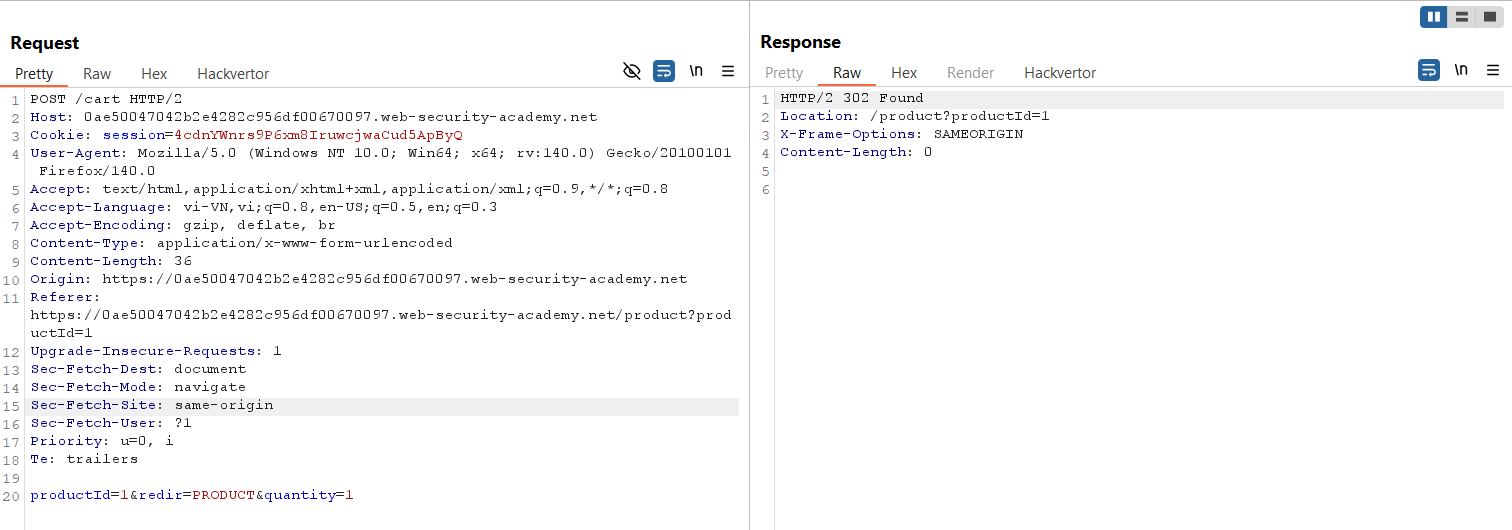 Request
Pretty Raw Hex Hackvertor \n
1 POST /cart HTTP/2
2 Host: 0ae50047042b2e4282c956df00670097.web-security-academy.net
3 Cookie: session=4cdnYWnrs9P6xm8IruwcjwaCud5ApByQ
4 User-Agent: Mozilla/5.0 (Windows NT 10.0; Win64; x64; rv:140.0) Gecko/20100101
Firefox/140.0
5 Accept: text/html,application/xhtml+xml,application/xml;q=0.9,*/*;q=0.8
6 Accept-Language: vi-VN,vi;q=0.8,en-US;q=0.5,en;q=0.3
7 Accept-Encoding: gzip, deflate, br
8 Content-Type: application/x-www-form-urlencoded
9 Content-Length: 36
10 Origin: https://0ae50047042b2e4282c956df00670097.web-security-academy.net
11 Referer:
https://0ae50047042b2e4282c956df00670097.web-security-academy.net/product?prod
uctId=1
12 Upgrade-Insecure-Requests: 1
13 Sec-Fetch-Dest: document
14 Sec-Fetch-Mode: navigate
15 Sec-Fetch-Site: same-origin
16 Sec-Fetch-User: ?1
17 Priority: u=0, i
18 Te: trailers
19
20 productId=1&redir=PRODUCT&quantity=1
Response
Pretty Raw Hex Render Hackvertor \n
1 HTTP/2 302 Found
2 Location: /product?productId=1
3 X-Frame-Options: SAMEORIGIN
4 Content-Length: 0
5
6